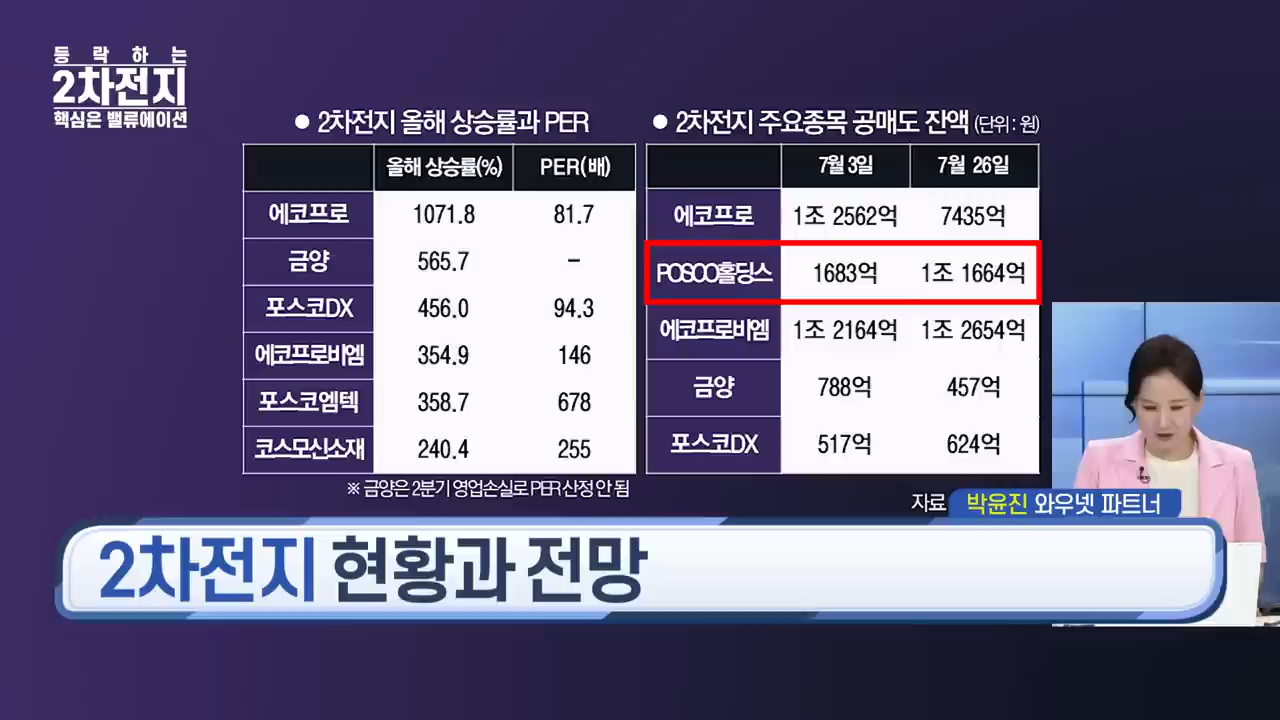 등락하는
2차전지
핵심은 밸류에이션
● 2차전지 올해 상승률과 PER
올해 상승률(%) PER(배)
에코프로 1071.8 81.7
금양 565.7 –
포스코DX 456.0 94.3
에코프로비엠 354.9 146
포스코엠텍 358.7 678
코스모신소재 240.4 255
※ 금양은 2분기 영업손실로 PER 산정 안 됨
● 2차전지 주요종목 공매도 잔액 (단위 : 원)
7월 3일 7월 26일
에코프로 1조 2562억 7435억
POSCO홀딩스 1683억 1조 1664억
에코프로비엠 1조 2164억 1조 2654억
금양 788억 457억
포스코DX 517억 624억
자료 박윤진 와우넷 파트너
2차전지 현황과 전망